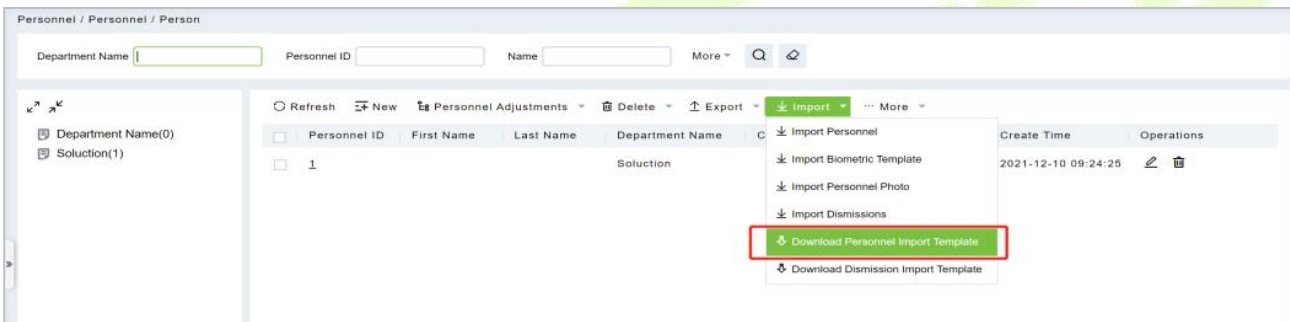 Personnel / Personnel / Person
Department Name Personnel ID Name More
Refresh New Personnel Adjustments Delete Export Import ... More
Department Name(0)
Soluction(1)
Personnel ID First Name Last Name Department Name C Create Time Operations
1 Soluction 2021-12-10 09:24:25
Import Personnel
Import Biometric Template
Import Personnel Photo
Import Dismissions
Download Personnel Import Template
Download Dismission Import Template